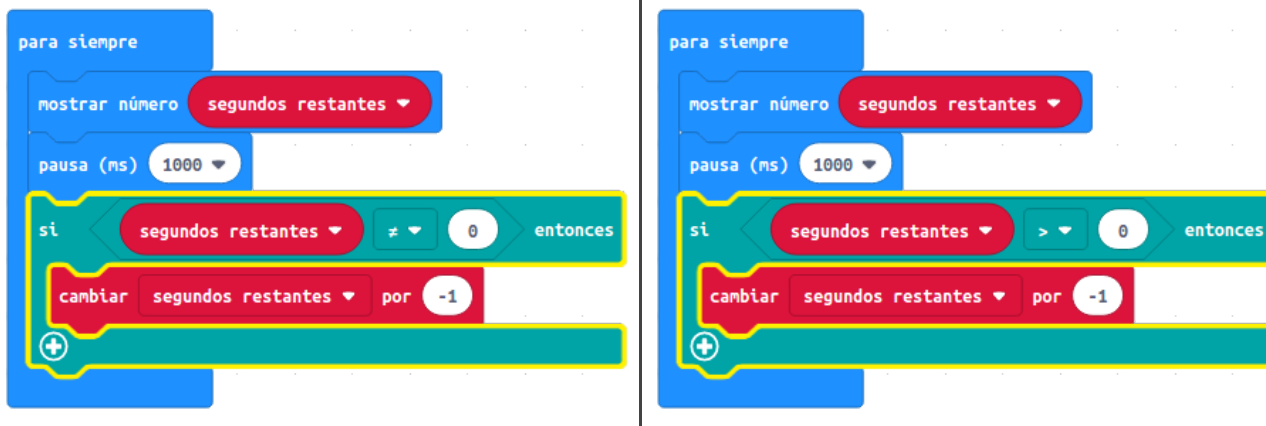 para siempre
mostrar número segundos restantes
pausa (ms) 1000
si segundos restantes ≠ 0 entonces
cambiar segundos restantes por -1
para siempre
mostrar número segundos restantes
pausa (ms) 1000
si segundos restantes > 0 entonces
cambiar segundos restantes por -1